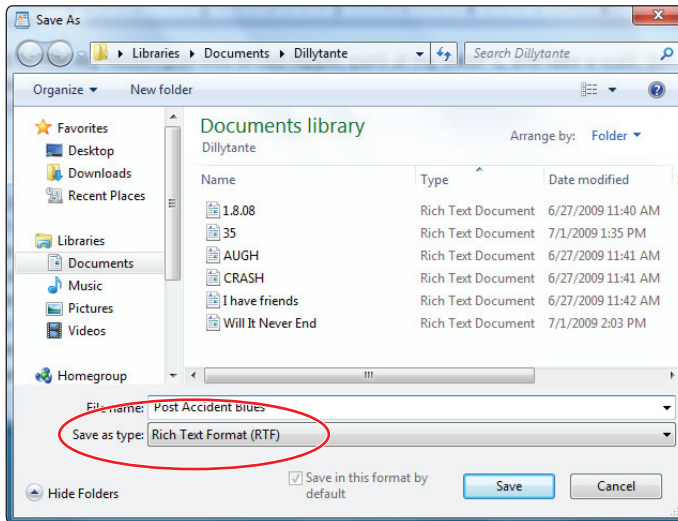 Save As
Libraries Documents Dillytante
Search Dillytante
Organize New folder
Favorites
Desktop
Downloads
Recent Places
Libraries
Documents
Music
Pictures
Videos
Homegroup
Documents library
Dillytante
Arrange by: Folder
Name Type Date modified
1.8.08 Rich Text Document 6/27/2009 11:40 AM
35 Rich Text Document 7/1/2009 1:35 PM
AUGH Rich Text Document 6/27/2009 11:41 AM
CRASH Rich Text Document 6/27/2009 11:41 AM
I have friends Rich Text Document 6/27/2009 11:42 AM
Will It Never End Rich Text Document 7/1/2009 2:03 PM
File name: Post Accident Blues
Save as type: Rich Text Format (RTF)
Hide Folders
Save in this format by
default
Save
Cancel